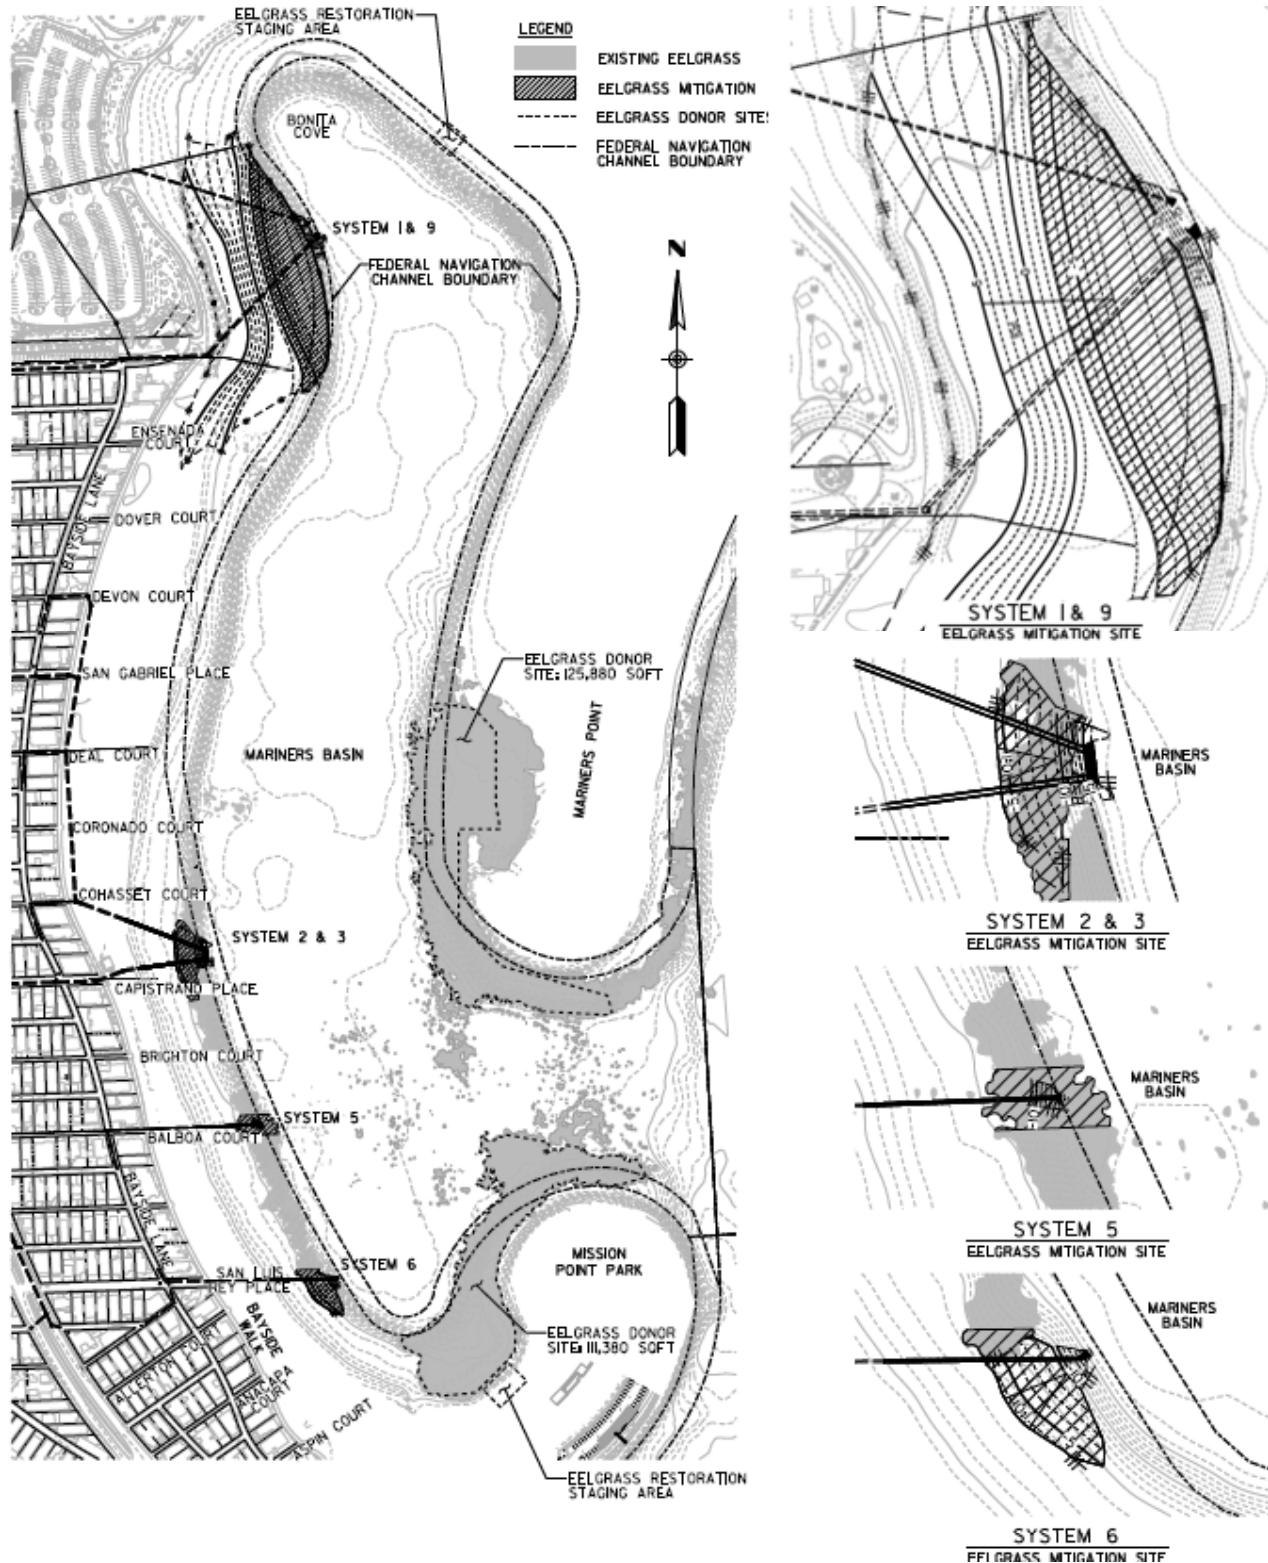 EELGRASS RESTORATION
STAGING AREA
LEGEND
EXISTING EELGRASS
EELGRASS MITIGATION
EELGRASS DONOR SITE
FEDERAL NAVIGATION
CHANNEL BOUNDARY
BONITA
COVE
SYSTEM 1 & 9
FEDERAL NAVIGATION
CHANNEL BOUNDARY
N
ENSENADA
COURT
BAYSIDE LANE
DOVER COURT
DEVON COURT
SAN GABRIEL PLACE
DEAL COURT
MARINERS BASIN
EELGRASS DONOR
SITE: 125,880 SQFT
MARINERS POINT
CORONADO COURT
COHASSET COURT
SYSTEM 2 & 3
CAPISTRANO PLACE
BRIGHTON COURT
SYSTEM 5
BALBOA COURT
BAYSIDE LANE
SAN LUIS
REY PLACE
SYSTEM 6
BAYSIDE
WALK
MISSION
POINT PARK
EELGRASS DONOR
SITE: 111,380 SQFT
ALLERTON COURT
ANACAPA
COURT
ASPIN COURT
EELGRASS RESTORATION
STAGING AREA
SYSTEM 1 & 9
EELGRASS MITIGATION SITE
MARINERS
BASIN
SYSTEM 2 & 3
EELGRASS MITIGATION SITE
MARINERS
BASIN
SYSTEM 5
EELGRASS MITIGATION SITE
MARINERS
BASIN
SYSTEM 6
EELGRASS MITIGATION SITE